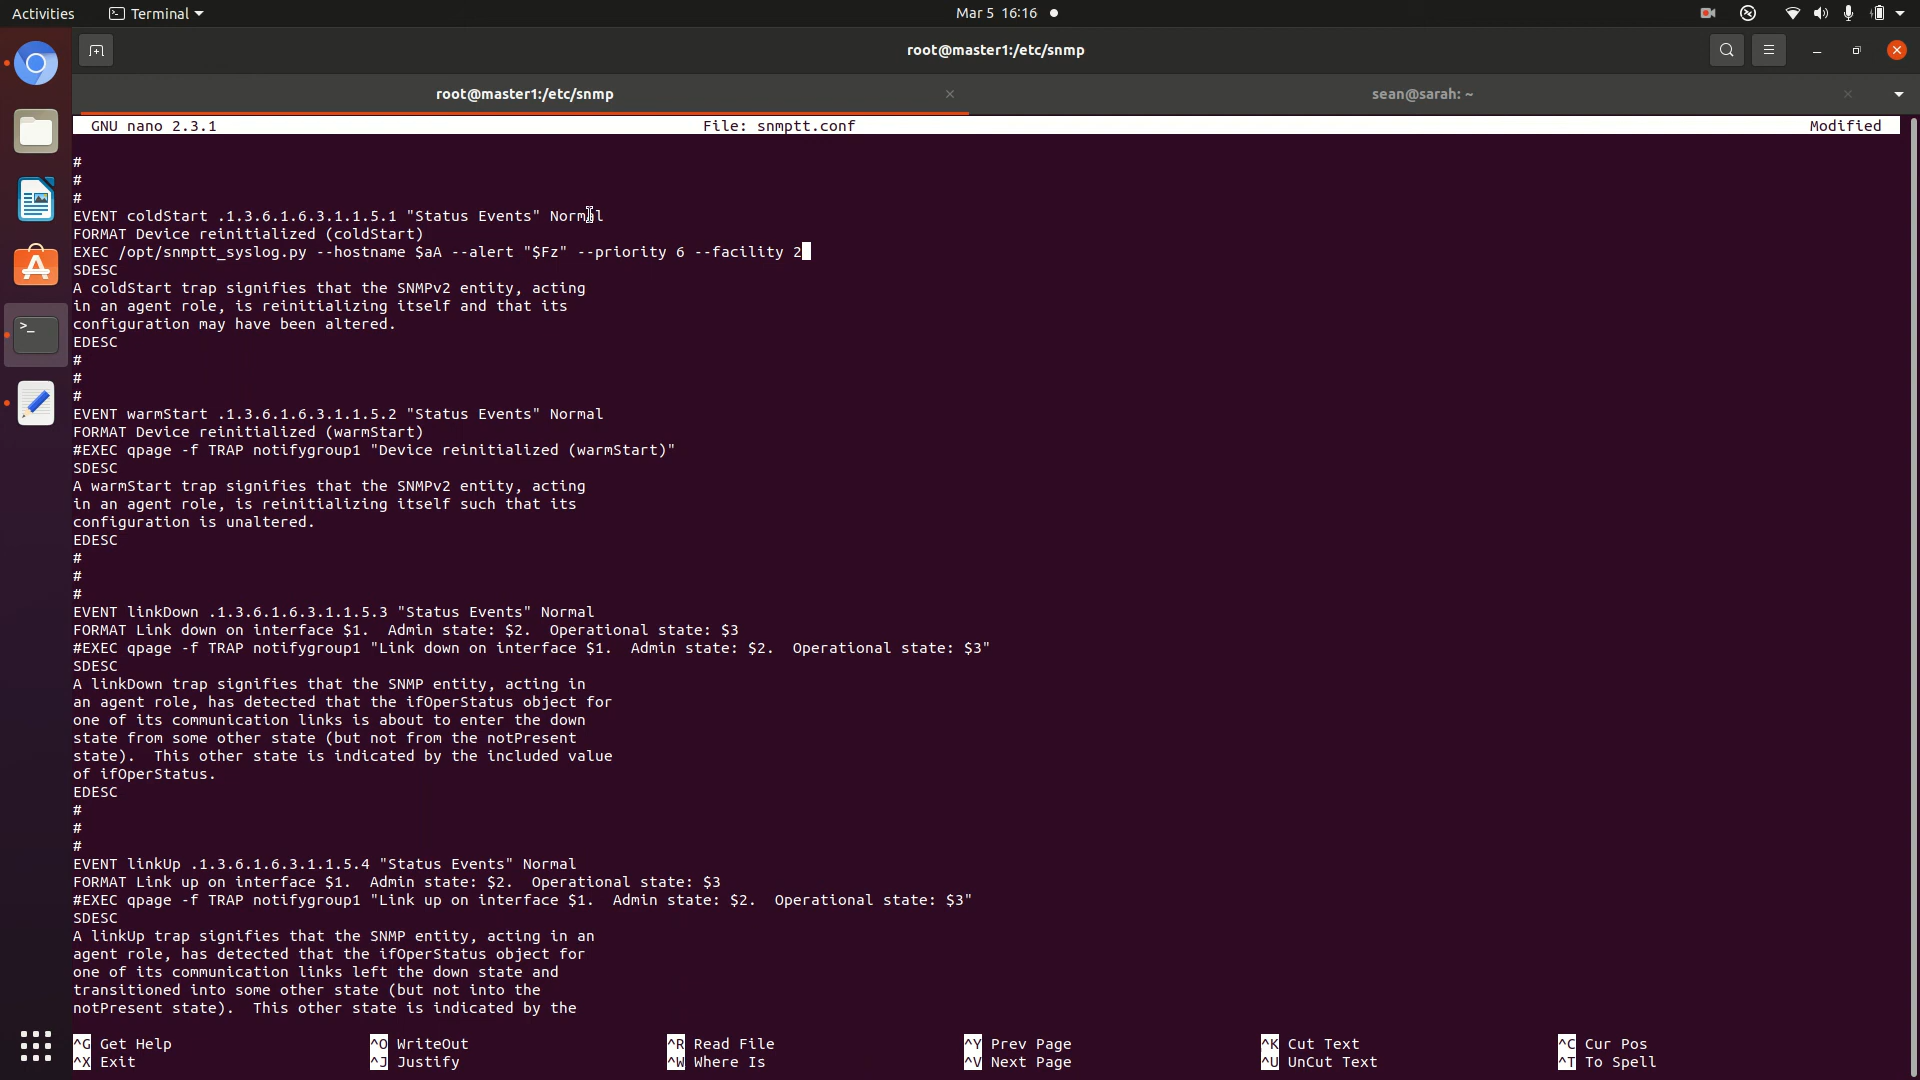 Activities
Terminal
Mar 5 16:16
root@master1:/etc/snmp
root@master1:/etc/snmp
sean@sarah: ~
GNU nano 2.3.1 File: snmptt.conf Modified
#
#
#
EVENT coldStart .1.3.6.1.6.3.1.1.5.1 "Status Events" Normal
FORMAT Device reinitialized (coldStart)
EXEC /opt/snmptt_syslog.py --hostname $aA --alert "$Fz" --priority 6 --facility 2
SDESC
A coldStart trap signifies that the SNMPv2 entity, acting
in an agent role, is reinitializing itself and that its
configuration may have been altered.
EDESC
#
#
#
EVENT warmStart .1.3.6.1.6.3.1.1.5.2 "Status Events" Normal
FORMAT Device reinitialized (warmStart)
#EXEC qpage -f TRAP notifygroup1 "Device reinitialized (warmStart)"
SDESC
A warmStart trap signifies that the SNMPv2 entity, acting
in an agent role, is reinitializing itself such that its
configuration is unaltered.
EDESC
#
#
#
EVENT linkDown .1.3.6.1.6.3.1.1.5.3 "Status Events" Normal
FORMAT Link down on interface $1.  Admin state: $2.  Operational state: $3
#EXEC qpage -f TRAP notifygroup1 "Link down on interface $1.  Admin state: $2.  Operational state: $3"
SDESC
A linkDown trap signifies that the SNMP entity, acting in
an agent role, has detected that the ifOperStatus object for
one of its communication links is about to enter the down
state from some other state (but not from the notPresent
state).  This other state is indicated by the included value
of ifOperStatus.
EDESC
#
#
#
EVENT linkUp .1.3.6.1.6.3.1.1.5.4 "Status Events" Normal
FORMAT Link up on interface $1.  Admin state: $2.  Operational state: $3
#EXEC qpage -f TRAP notifygroup1 "Link up on interface $1.  Admin state: $2.  Operational state: $3"
SDESC
A linkUp trap signifies that the SNMP entity, acting in an
agent role, has detected that the ifOperStatus object for
one of its communication links left the down state and
transitioned into some other state (but not into the
notPresent state).  This other state is indicated by the
^G Get Help ^O WriteOut ^R Read File ^Y Prev Page ^K Cut Text ^C Cur Pos
^X Exit ^J Justify ^W Where Is ^V Next Page ^U UnCut Text ^T To Spell